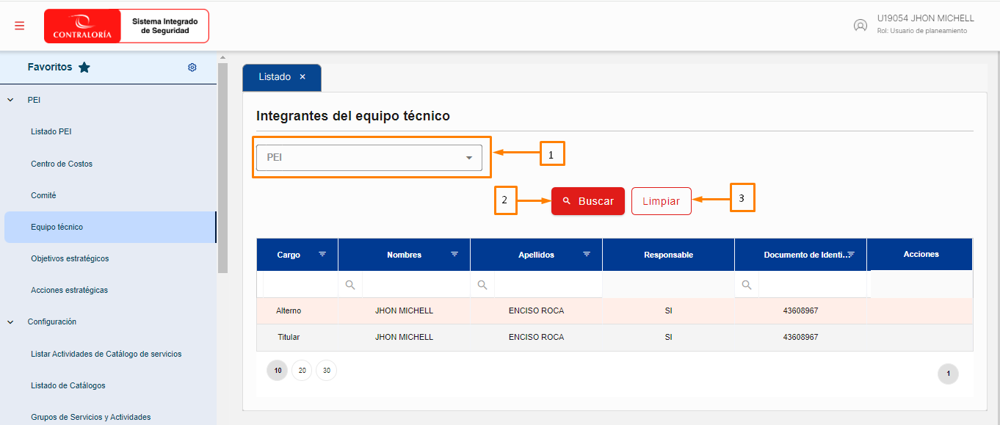 CONTRALORÍA
Sistema Integrado
de Seguridad
U19054 JHON MICHELL
Rol: Usuario de planeamiento
Favoritos
PEI
Listado PEI
Centro de Costos
Comité
Equipo técnico
Objetivos estratégicos
Acciones estratégicas
Configuración
Listar Actividades de Catálogo de servicios
Listado de Catálogos
Grupos de Servicios y Actividades
Listado ×
Integrantes del equipo técnico
PEI
1
2
Buscar
Limpiar
3
Cargo Nombres Apellidos Responsable Documento de Identi... Acciones
Alterno JHON MICHELL ENCISO ROCA SI 43608967
Titular JHON MICHELL ENCISO ROCA SI 43608967
10 20 30
1